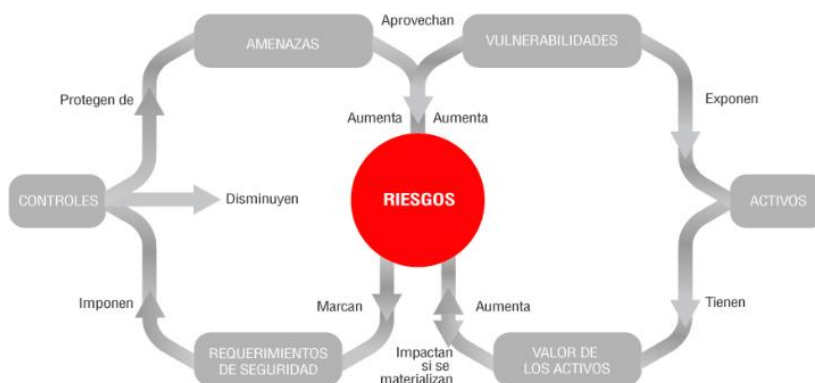 Aprovechan
AMENAZAS
VULNERABILIDADES
Protegen de
Aumenta
Aumenta
Exponen
CONTROLES
Disminuyen
RIESGOS
ACTIVOS
Imponen
Marcan
Aumenta
Tienen
REQUERIMIENTOS
DE SEGURIDAD
Impactan
si se
materializan
VALOR DE
LOS ACTIVOS